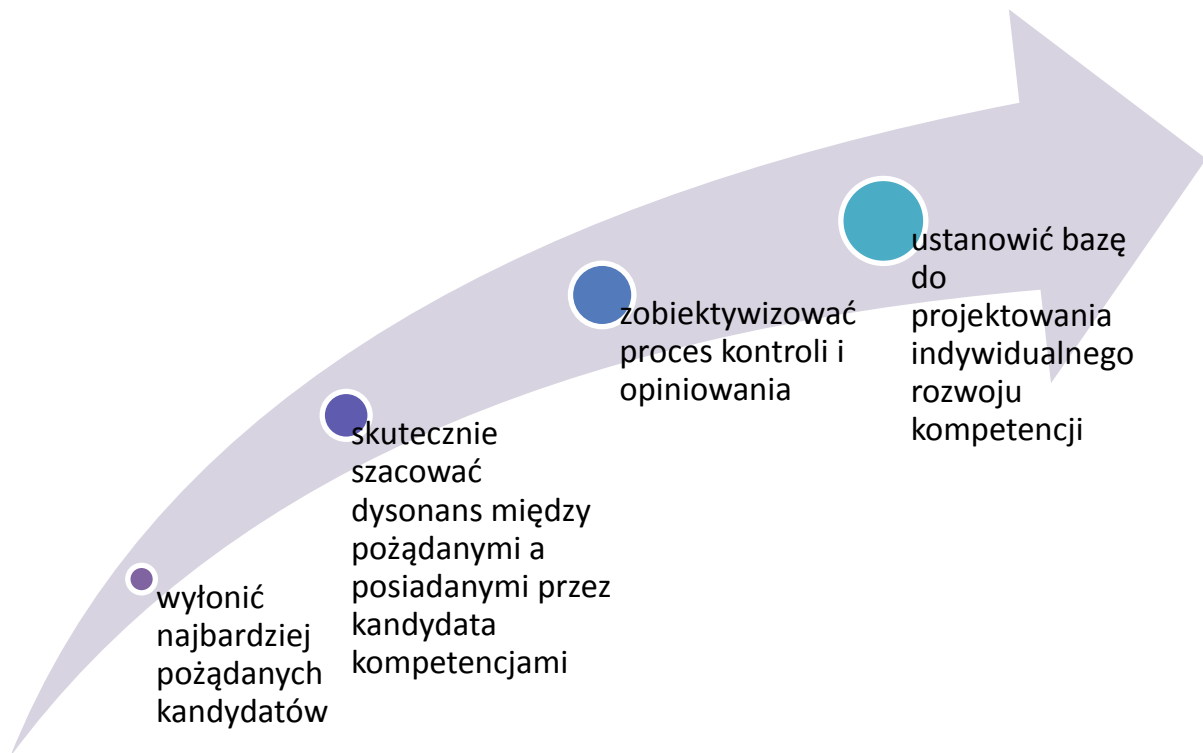 wyłonić
najbardziej
pożądanych
kandydatów
skutecznie
szacować
dysonans między
pożądanymi a
posiadanymi przez
kandydata
kompetencjami
zobiektywizować
proces kontroli i
opiniowania
ustanowić bazę
do
projektowania
indywidualnego
rozwoju
kompetencji